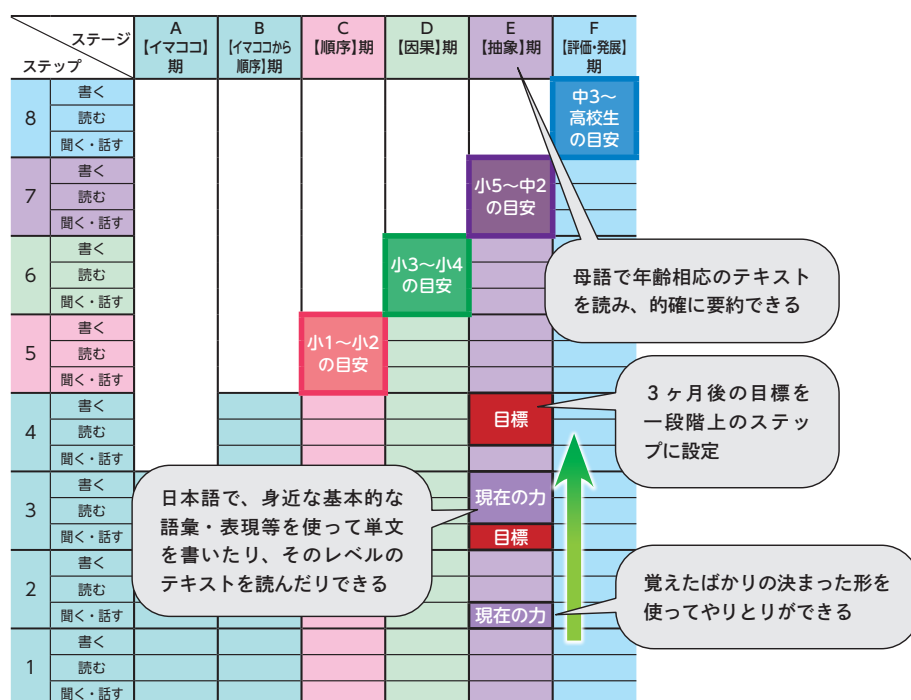 ステージ
ステップ
A
【イマココ】
期
B
【イマココから
順序】期
C
【順序】期
D
【因果】期
E
【抽象】期
F
【評価・発展】
期
8
書く
読む
聞く・話す
中3〜
高校生
の目安
7
書く
読む
聞く・話す
小5〜中2
の目安
6
書く
読む
聞く・話す
小3〜小4
の目安
母語で年齢相応のテキスト
を読み、的確に要約できる
5
書く
読む
聞く・話す
小1〜小2
の目安
4
書く
読む
聞く・話す
目標
3ヶ月後の目標を
一段階上のステッ
プに設定
3
書く
読む
聞く・話す
日本語で、身近な基本的な
語彙・表現等を使って単文
を書いたり、そのレベルの
テキストを読んだりできる
現在の力
目標
2
書く
読む
聞く・話す
現在の力
覚えたばかりの決まった形を
使ってやりとりができる
1
書く
読む
聞く・話す